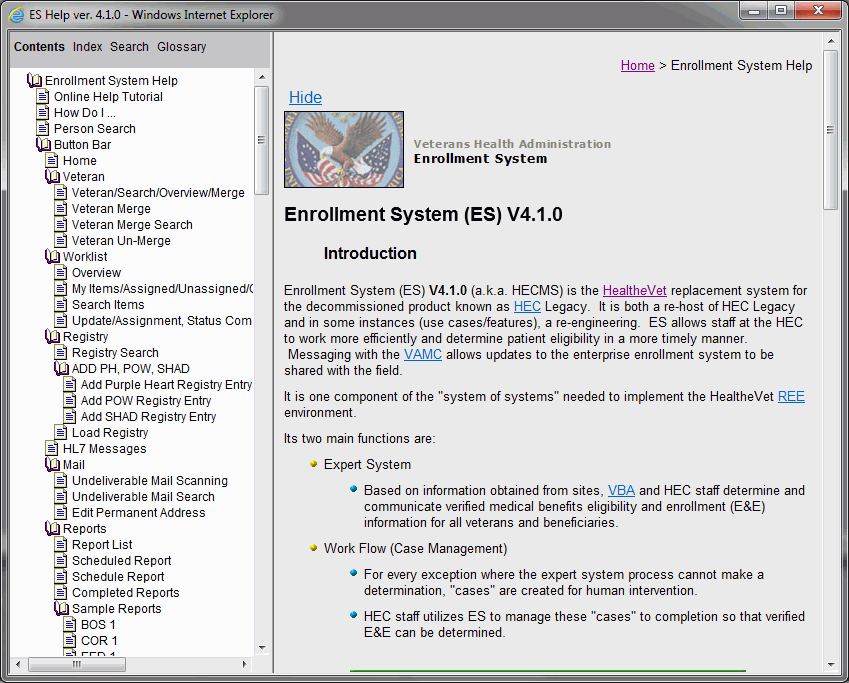 ES Help ver. 4.1.0 - Windows Internet Explorer
Contents Index Search Glossary
Enrollment System Help
Online Help Tutorial
How Do I ...
Person Search
Button Bar
Home
Veteran
Veteran/Search/Overview/Merge
Veteran Merge
Veteran Merge Search
Veteran Un-Merge
Worklist
Overview
My Items/Assigned/Unassigned/
Search Items
Update/Assignment, Status Com
Registry
Registry Search
ADD PH, POW, SHAD
Add Purple Heart Registry Entry
Add POW Registry Entry
Add SHAD Registry Entry
Load Registry
HL7 Messages
Mail
Undeliverable Mail Scanning
Undeliverable Mail Search
Edit Permanent Address
Reports
Report List
Scheduled Report
Schedule Report
Completed Reports
Sample Reports
BOS 1
COR 1
Home > Enrollment System Help
Hide
Veterans Health Administration
Enrollment System
Enrollment System (ES) V4.1.0
Introduction
Enrollment System (ES) V4.1.0 (a.k.a. HECMS) is the HealtheVet replacement system for
the decommissioned product known as HEC Legacy.  It is both a re-host of HEC Legacy
and in some instances (use cases/features), a re-engineering.  ES allows staff at the HEC
to work more efficiently and determine patient eligibility in a more timely manner.
Messaging with the VAMC allows updates to the enterprise enrollment system to be
shared with the field.
It is one component of the "system of systems" needed to implement the HealtheVet REE
environment.
Its two main functions are:
Expert System
Based on information obtained from sites, VBA and HEC staff determine and
communicate verified medical benefits eligibility and enrollment (E&E)
information for all veterans and beneficiaries.
Work Flow (Case Management)
For every exception where the expert system process cannot make a
determination, "cases" are created for human intervention.
HEC staff utilizes ES to manage these "cases" to completion so that verified
E&E can be determined.